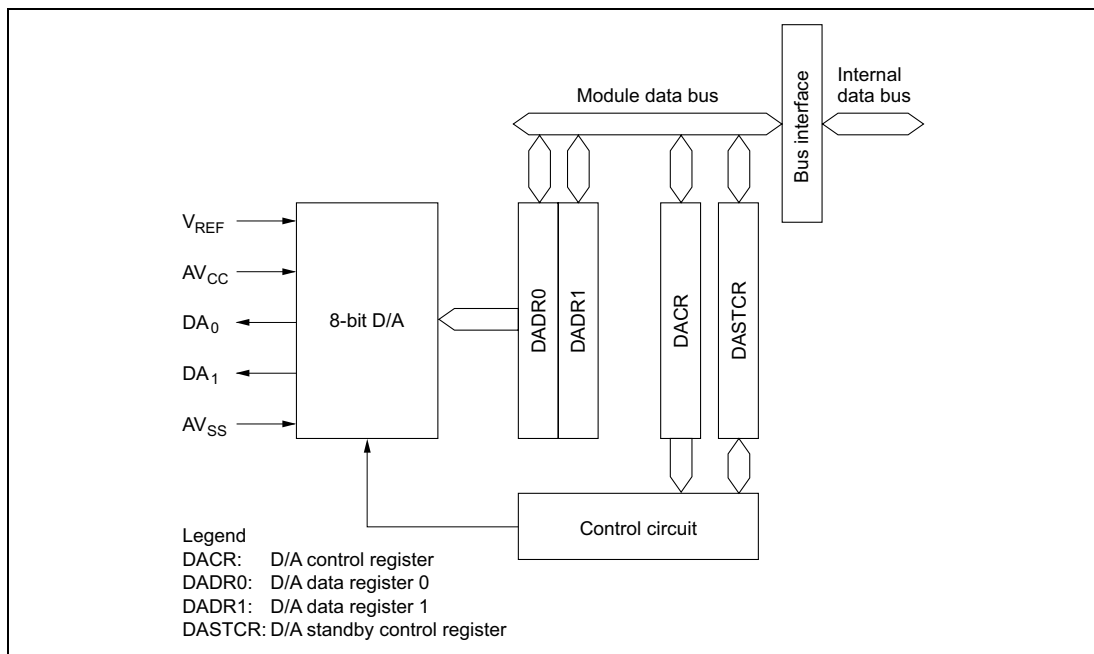 Module data bus
Internal
data bus
Bus interface
V_REF
AV_CC
DA_0
DA_1
AV_SS
8-bit D/A
DADR0
DADR1
DACR
DASTCR
Control circuit
Legend
DACR: D/A control register
DADR0: D/A data register 0
DADR1: D/A data register 1
DASTCR: D/A standby control register